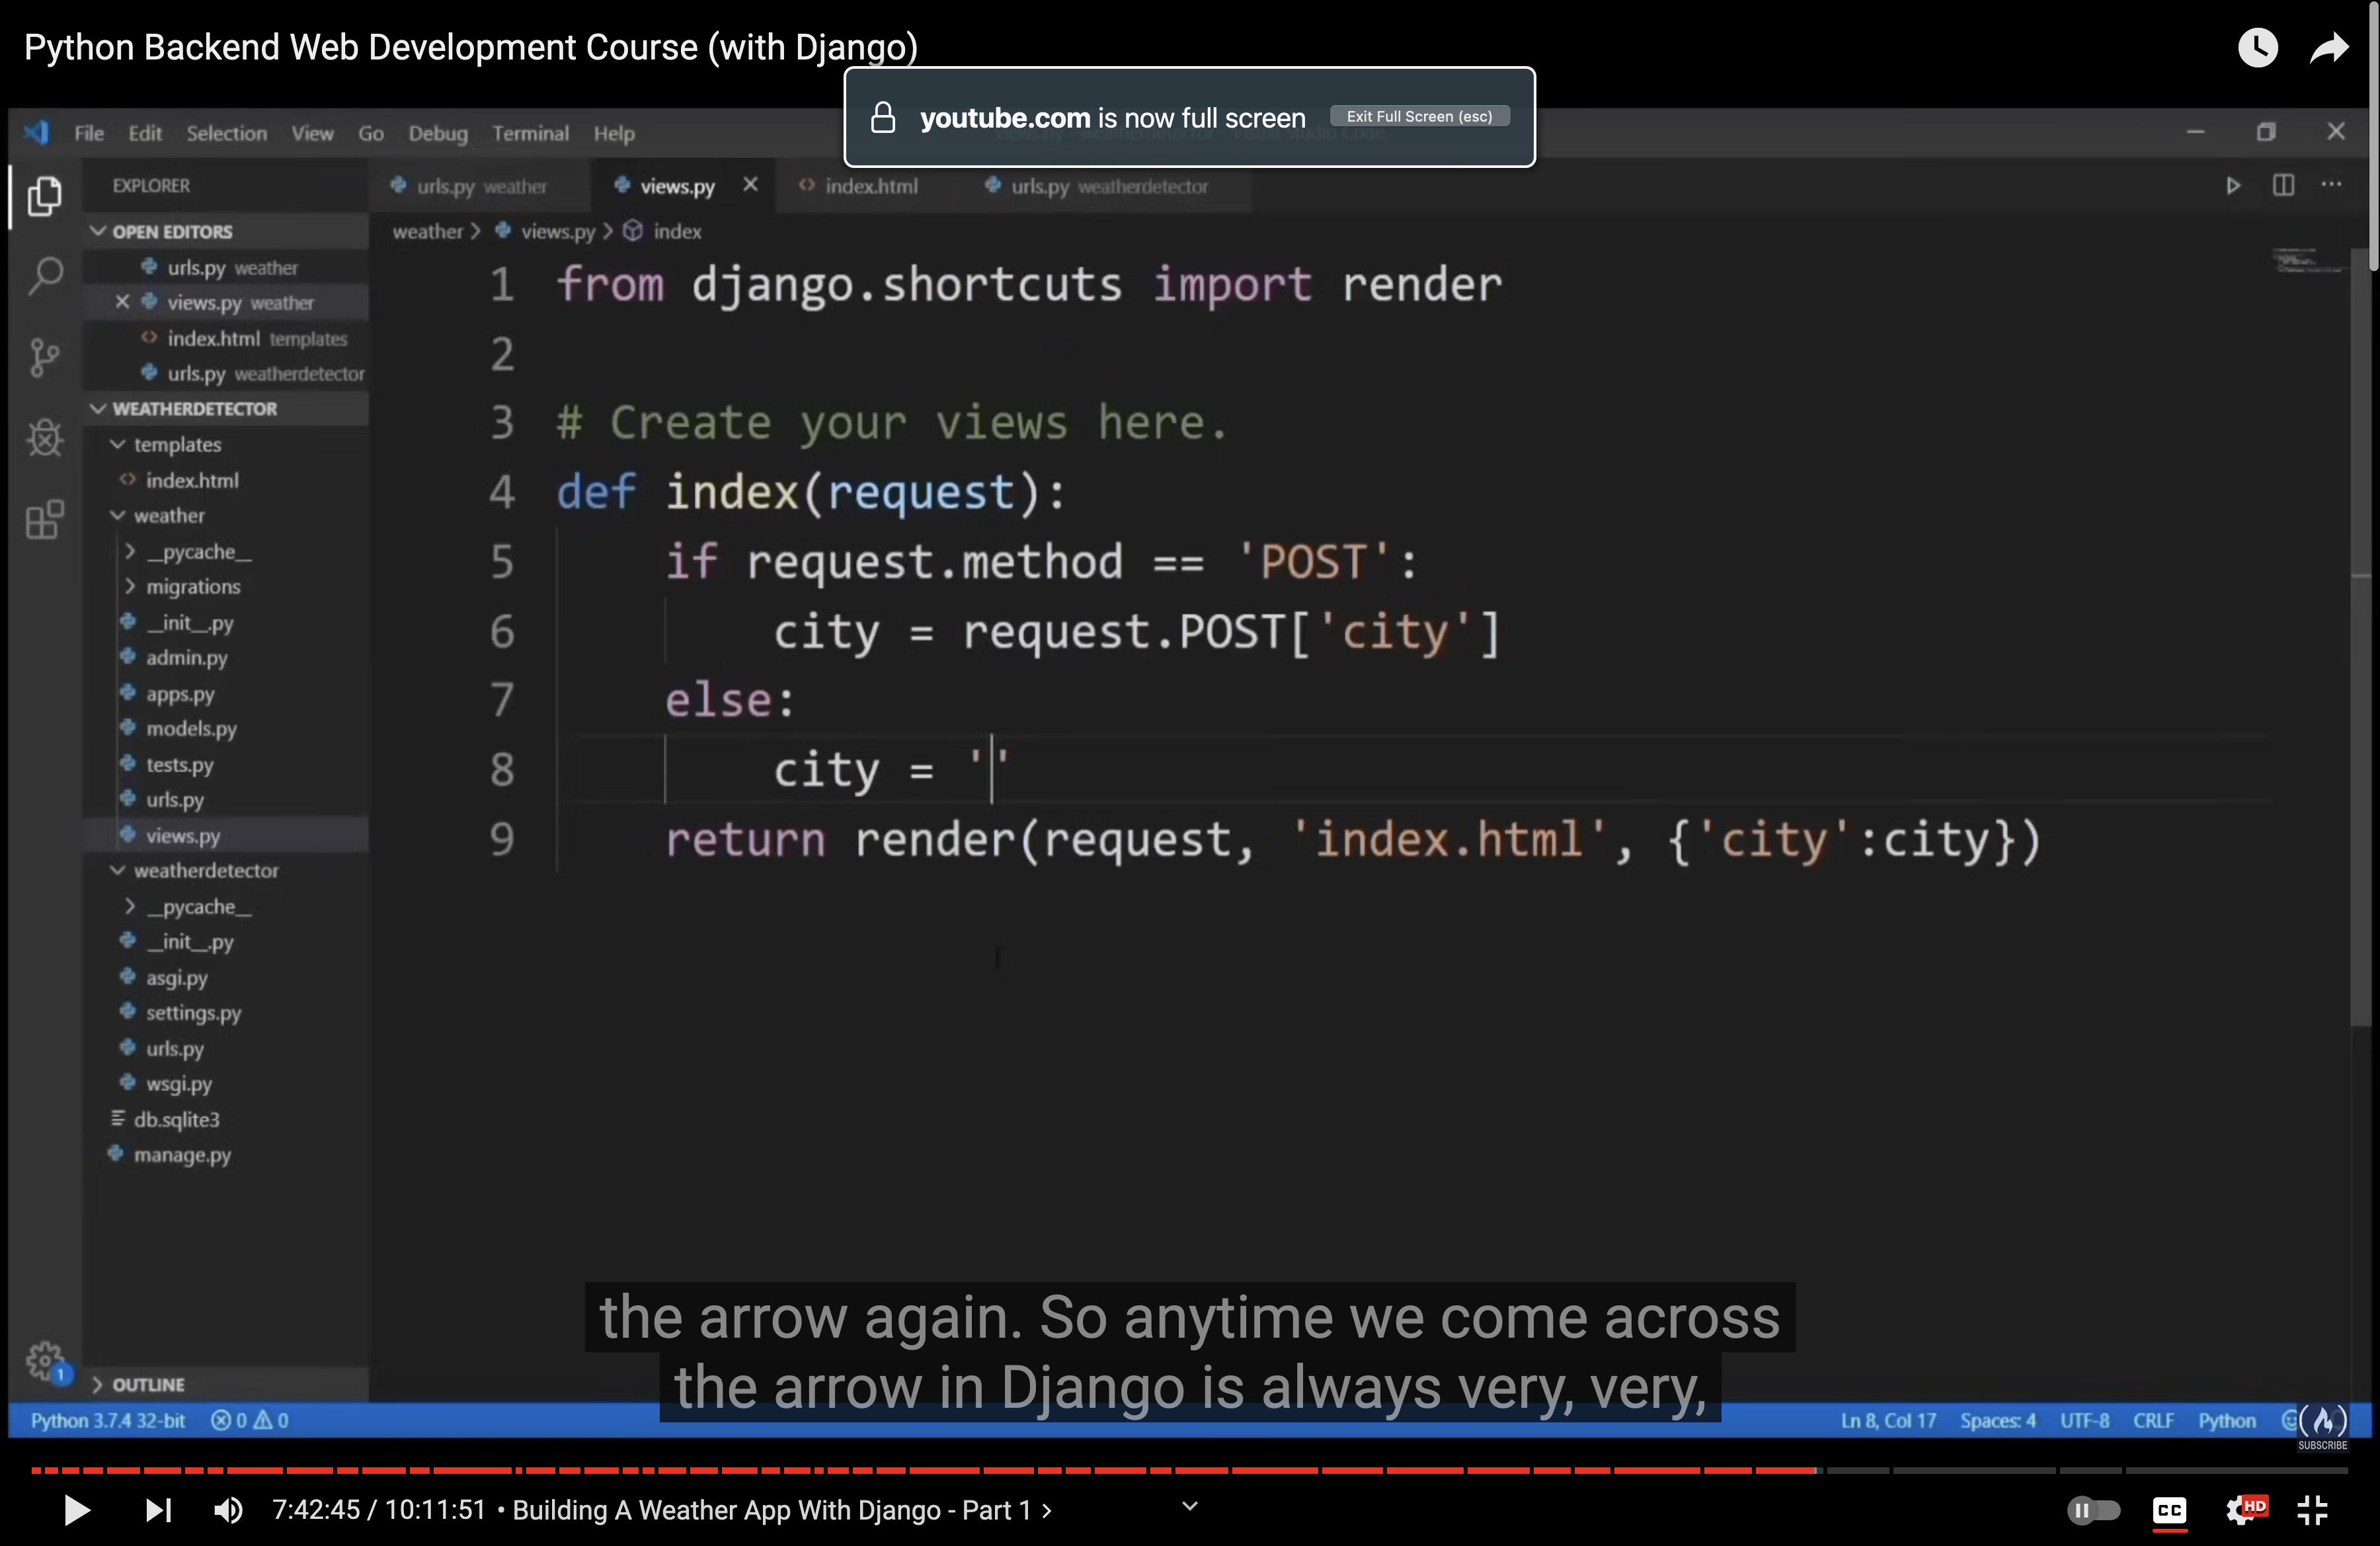 Python Backend Web Development Course (with Django)
youtube.com is now full screen Exit Full Screen (esc)
File Edit Selection View Go Debug Terminal Help
EXPLORER
urls.py weather views.py index.html urls.py weatherdetector
OPEN EDITORS
urls.py weather
views.py weather
index.html templates
urls.py weatherdetector
WEATHERDETECTOR
templates
index.html
weather
__pycache__
migrations
__init__.py
admin.py
apps.py
models.py
tests.py
urls.py
views.py
weatherdetector
__pycache__
__init__.py
asgi.py
settings.py
urls.py
wsgi.py
db.sqlite3
manage.py
OUTLINE
weather > views.py > index
1 from django.shortcuts import render
2
3 # Create your views here.
4 def index(request):
5 if request.method == 'POST':
6 city = request.POST['city']
7 else:
8 city = ''
9 return render(request, 'index.html', {'city':city})
the arrow again. So anytime we come across
the arrow in Django is always very, very,
1
Python 3.7.4 32-bit 0 0 Ln 8, Col 17 Spaces: 4 UTF-8 CRLF Python
SUBSCRIBE
7:42:45 / 10:11:51 • Building A Weather App With Django - Part 1 >
CC HD